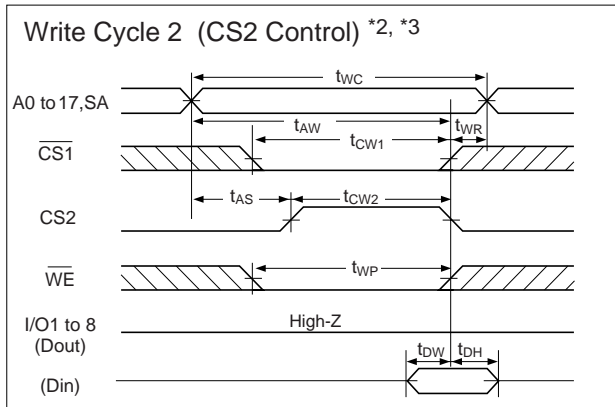 Write Cycle 2 (CS2 Control) *2, *3
tWC
A0 to 17,SA
tAW
tCW1
tWR
CS1
tAS
tCW2
CS2
tWP
WE
I/O1 to 8
(Dout)
High-Z
tDW
tDH
(Din)